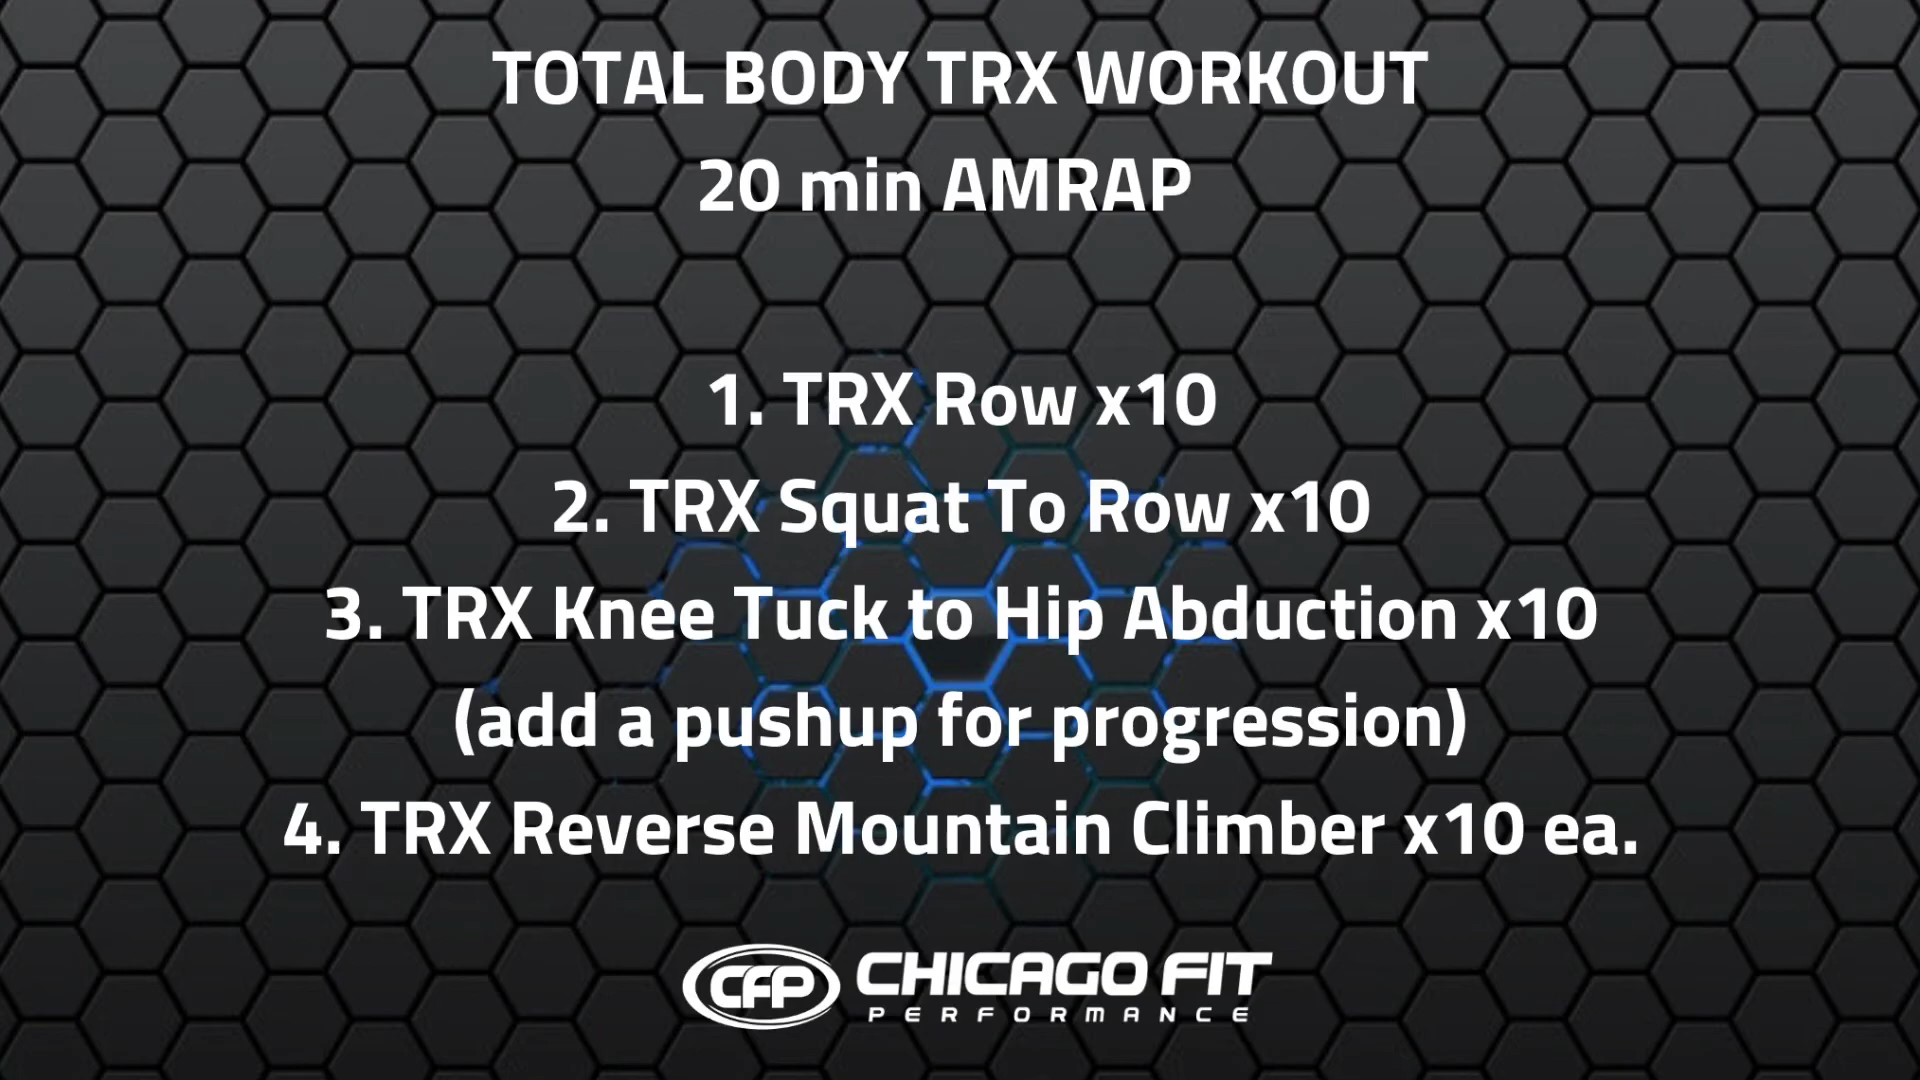 TOTAL BODY TRX WORKOUT
20 min AMRAP
1. TRX Row x10
2. TRX Squat To Row x10
3. TRX Knee Tuck to Hip Abduction x10
(add a pushup for progression)
4. TRX Reverse Mountain Climber x10 ea.
CFP CHICAGO FIT
PERFORMANCE